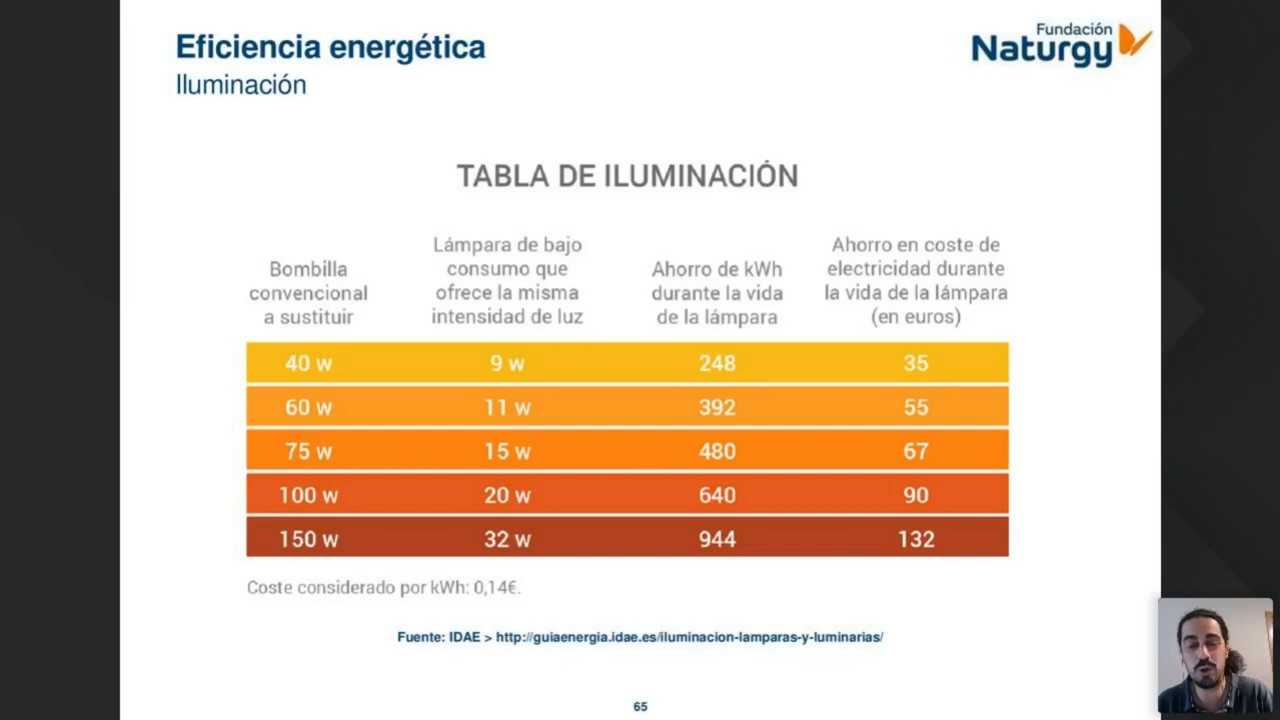 Eficiencia energética
Iluminación
Fundación
Naturgy
TABLA DE ILUMINACIÓN
Bombilla
convencional
a sustituir
Lámpara de bajo
consumo que
ofrece la misma
intensidad de luz
Ahorro de kWh
durante la vida
de la lámpara
Ahorro en coste de
electricidad durante
la vida de la lámpara
(en euros)
40 w 9 w 248 35
60 w 11 w 392 55
75 w 15 w 480 67
100 w 20 w 640 90
150 w 32 w 944 132
Coste considerado por kWh: 0,14€.
Fuente: IDAE > http://guiaenergia.idae.es/iluminacion-lamparas-y-luminarias/
65